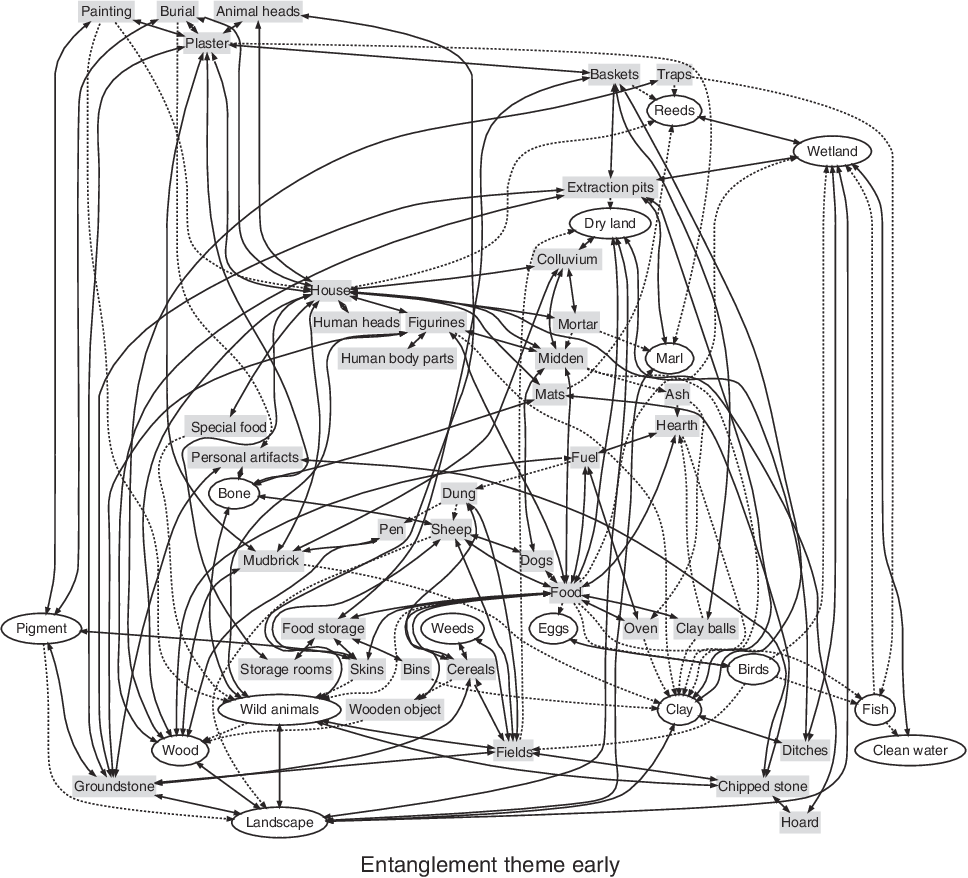 Painting Burial Animal heads
Plaster
Baskets Traps
Reeds
Wetland
Extraction pits
Dry land
Colluvium
House
Human heads Figurines Mortar
Human body parts Midden Marl
Mats Ash
Special food Hearth
Personal artifacts Fuel
Bone Dung
Pen Sheep
Mudbrick Dogs
Food
Pigment Food storage Weeds Eggs Oven Clay balls
Storage rooms Skins Bins Cereals Birds
Wild animals Wooden object Clay Fish
Wood Fields Ditches Clean water
Groundstone Chipped stone
Landscape Hoard
Entanglement theme early